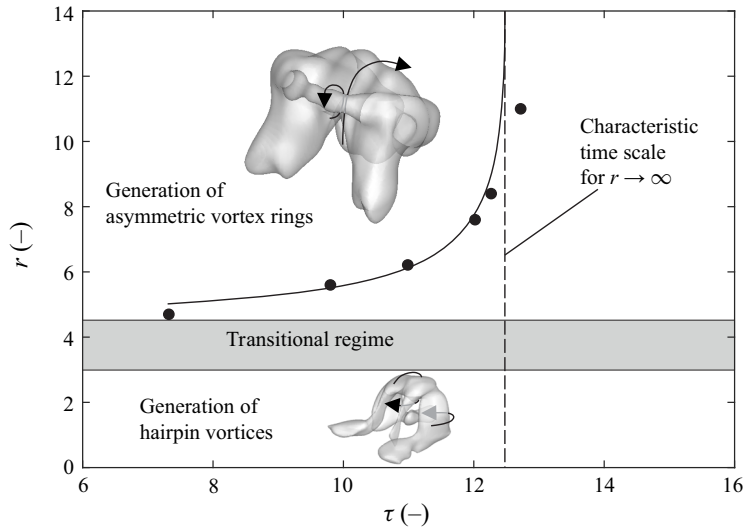 14
12
10
8
6
4
2
0
r (–)
Generation of
asymmetric vortex rings
Characteristic
time scale
for r → ∞
Transitional regime
Generation of
hairpin vortices
6
8
10
12
14
16
τ (–)